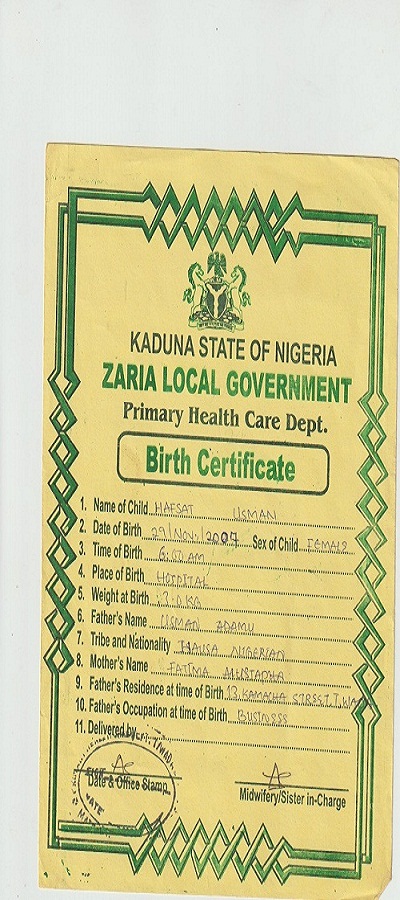 KADUNA STATE OF NIGERIA
ZARIA LOCAL GOVERNMENT
Primary Health Care Dept.
Birth Certificate
1. Name of Child HAFSAT USMAN
2. Date of Birth 29/NOV/2007 Sex of Child FEMALE
3. Time of Birth 6:00 AM
4. Place of Birth HOSPITAL
5. Weight at Birth 3.0KG
6. Father's Name USMAN ADAMU
7. Tribe and Nationality HAUSA NIGERIAN
8. Mother's Name FATIMA MUSTAPHA
9. Father's Residence at time of Birth 13, KAMACHA STREET, T/WADA
10. Father's Occupation at time of Birth BUSINESS
11. Delivered by
Date & Office Stamp
Midwifery/Sister in-Charge